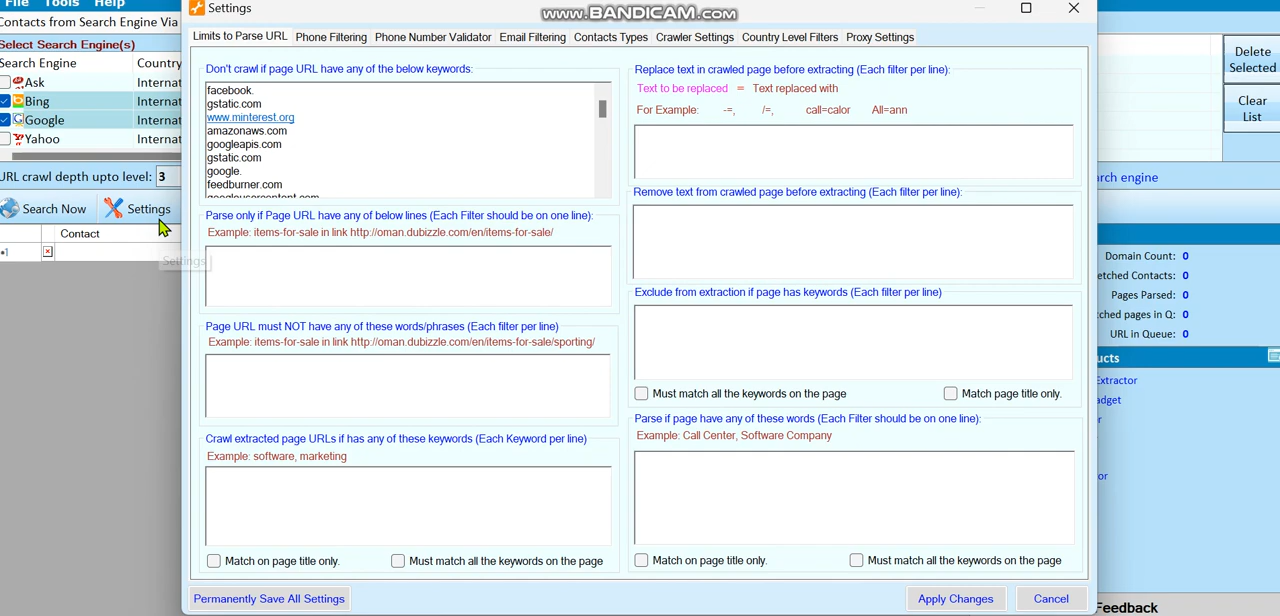 File Tools Help
Contacts from Search Engine Via
Select Search Engine(s)
Search Engine Country
Ask Internat
Bing Internat
Google Internat
Yahoo Internat
URL crawl depth upto level: 3
Search Now Settings
Contact
*1
Settings
Settings
www.BANDICAM.com
Limits to Parse URL Phone Filtering Phone Number Validator Email Filtering Contacts Types Crawler Settings Country Level Filters Proxy Settings
Don't crawl if page URL have any of the below keywords:
facebook.
gstatic.com
www.minterest.org
amazonaws.com
googleapis.com
gstatic.com
google.
feedburner.com
googleusercontent.com
Parse only if Page URL have any of below lines (Each Filter should be on one line):
Example: items-for-sale in link http://oman.dubizzle.com/en/items-for-sale/
Page URL must NOT have any of these words/phrases (Each filter per line)
Example: items-for-sale in link http://oman.dubizzle.com/en/items-for-sale/sporting/
Crawl extracted page URLs if has any of these keywords (Each Keyword per line)
Example: software, marketing
Match on page title only. Must match all the keywords on the page
Replace text in crawled page before extracting (Each filter per line):
Text to be replaced = Text replaced with
For Example: -=, /=, call=calor All=ann
Remove text from crawled page before extracting (Each filter per line):
Exclude from extraction if page has keywords (Each filter per line)
Must match all the keywords on the page Match page title only.
Parse if page have any of these words (Each Filter should be on one line):
Example: Call Center, Software Company
Match on page title only. Must match all the keywords on the page
Permanently Save All Settings Apply Changes Cancel
Delete
Selected
Clear
List
arch engine
Domain Count: 0
etched Contacts: 0
Pages Parsed: 0
ched pages in Q: 0
URL in Queue: 0
ucts
Extractor
adget
r
or
Feedback